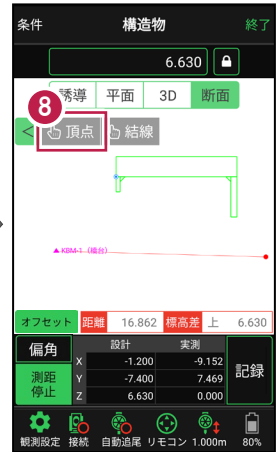 条件 構造物 終了
6.630
誘導 平面 3D 断面
8
< 頂点 結線
▲ KBM-1（機台）
オフセット 距離 16.862 標高差 上 6.630
偏角 設計 実測
X -1.200 -9.152
測距停止 Y -7.400 7.469 記録
Z 6.630 0.000
観測設定 接続 自動追尾 リモコン 1.000m 80%